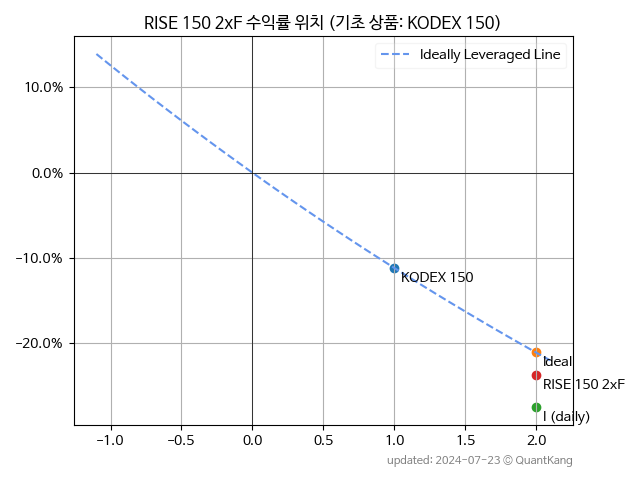 RISE 150 2xF 수익률 위치 (기초 상품: KODEX 150)
Ideally Leveraged Line
10.0%
0.0%
−10.0%
−20.0%
KODEX 150
Ideal
RISE 150 2xF
I (daily)
−1.0 −0.5 0.0 0.5 1.0 1.5 2.0
updated: 2024-07-23 © QuantKang